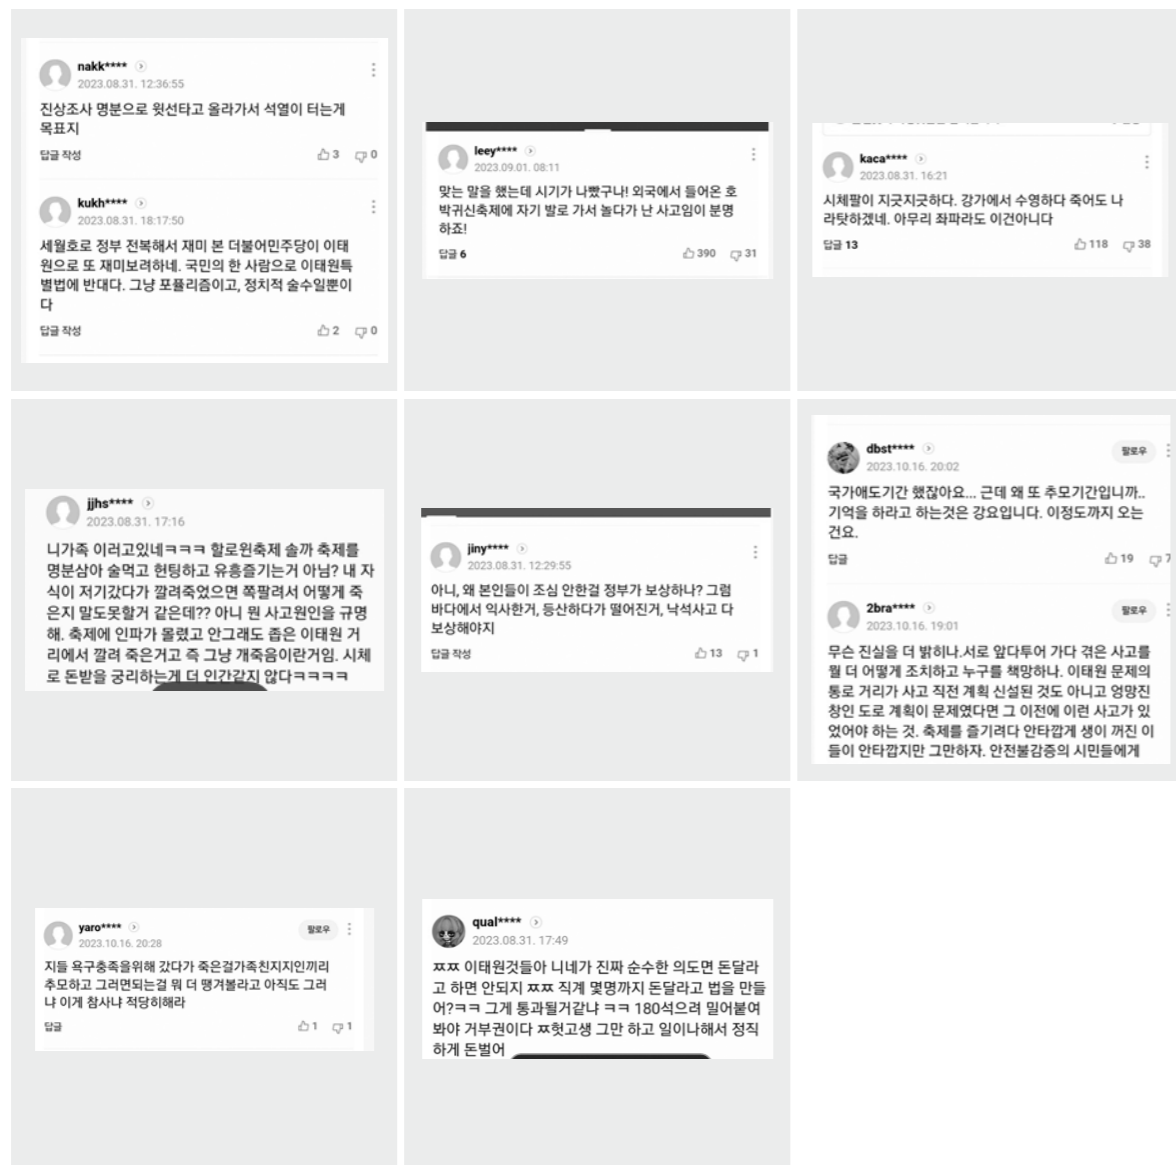 nakk****
2023.08.31. 12:36:55
진상조사 명분으로 윗선타고 올라가서 석열이 터는게
목표지
답글 작성
3 0
kukh****
2023.08.31. 18:17:50
세월호로 정부 전복해서 재미 본 더불어민주당이 이태
원으로 또 재미보려하네. 국민의 한 사람으로 이태원특
별법에 반대다. 그냥 포퓰리즘이고, 정치적 술수일뿐이
다
답글 작성
2 0
leey****
2023.09.01. 08:11
맞는 말을 했는데 시기가 나빴구나! 외국에서 들어온 호
박귀신축제에 자기 발로 가서 놀다가 난 사고임이 분명
하죠!
답글 6
390 31
kaca****
2023.08.31. 16:21
시체팔이 지긋지긋하다. 강가에서 수영하다 죽어도 나
라탓하겠네. 아무리 좌파라도 이건아니다
답글 13
118 38
jjhs****
2023.08.31. 17:16
니가족 이러고있네ㅋㅋㅋ 할로윈축제 솔까 축제를
명분삼아 술먹고 헌팅하고 유흥즐기는거 아님? 내 자
식이 저기갔다가 깔려죽었으면 쪽팔려서 어떻게 죽
은지 말도못할거 같은데?? 아니 뭔 사고원인을 규명
해. 축제에 인파가 몰렸고 안그래도 좁은 이태원 거
리에서 깔려 죽은거고 즉 그냥 개죽음이란거임. 시체
로 돈받을 궁리하는게 더 인간같지 않다ㅋㅋㅋㅋ
jiny****
2023.08.31. 12:29:55
아니, 왜 본인들이 조심 안한걸 정부가 보상하나? 그럼
바다에서 익사한거, 등산하다가 떨어진거, 낙석사고 다
보상해야지
답글 작성
13 1
dbst****
팔로우
2023.10.16. 20:02
국가애도기간 했잖아요... 근데 왜 또 추모기간입니까..
기억을 하라고 하는것은 강요입니다. 이정도까지 오는
건요.
답글
19 7
2bra****
팔로우
2023.10.16. 19:01
무슨 진실을 더 밝히나.서로 앞다투어 가다 겪은 사고를
뭘 더 어떻게 조치하고 누구를 책망하나. 이태원 문제의
통로 거리가 사고 직전 계획 신설된 것도 아니고 엉망진
창인 도로 계획이 문제였다면 그 이전에 이런 사고가 있
었어야 하는 것. 축제를 즐기려다 안타깝게 생이 꺼진 이
들이 안타깝지만 그만하자. 안전불감증의 시민들에게
yaro****
팔로우
2023.10.16. 20:28
지들 욕구충족을위해 갔다가 죽은걸가족친지지인끼리
추모하고 그러면되는걸 뭐 더 땡겨볼라고 아직도 그러
냐 이게 참사냐 적당히해라
답글
1 1
qual****
2023.08.31. 17:49
ㅉㅉ 이태원것들아 니네가 진짜 순수한 의도면 돈달라
고 하면 안되지 ㅉㅉ 직계 몇명까지 돈달라고 법을 만들
어?ㅋㅋ 그게 통과될거같냐 ㅋㅋ 180석으려 밀어붙여
봐야 거부권이다 ㅉ헛고생 그만 하고 일이나해서 정직
하게 돈벌어